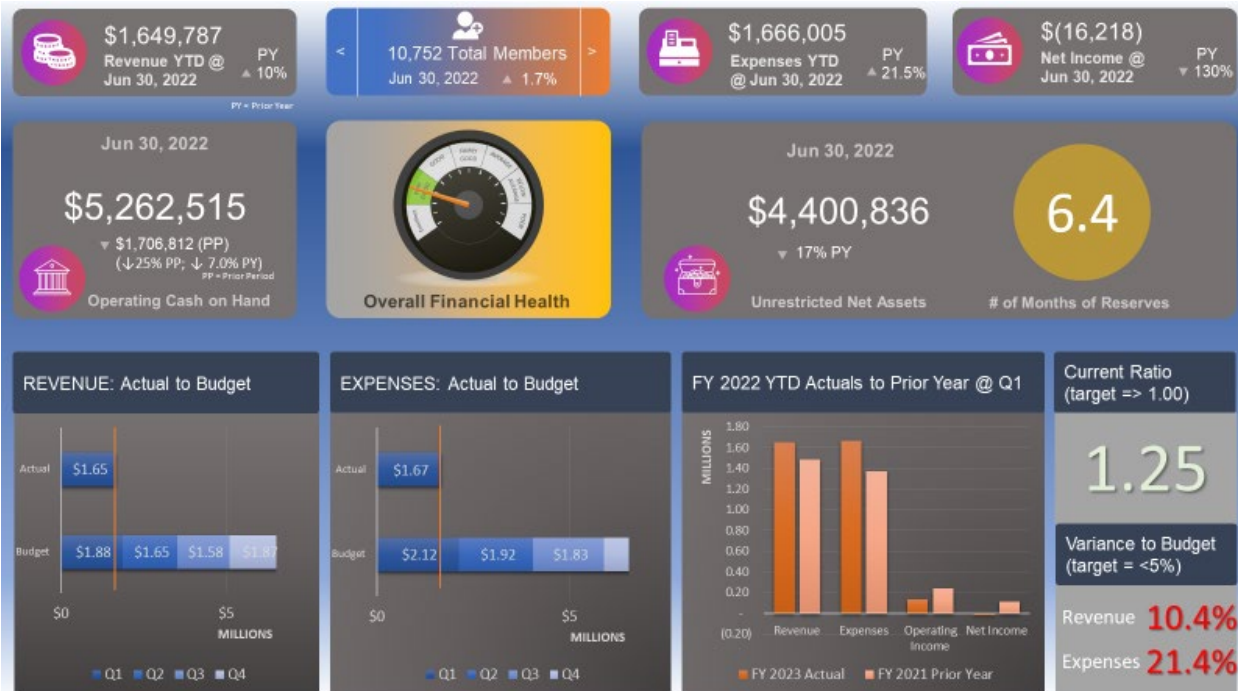 $1,649,787
Revenue YTD @
Jun 30, 2022
PY
▲ 10%
PY = Prior Year
<
10,752 Total Members
Jun 30, 2022 ▲ 1.7%
>
$1,666,005
Expenses YTD
@ Jun 30, 2022
PY
▲ 21.5%
$(16,218)
Net Income @
Jun 30, 2022
PY
▼ 130%
Jun 30, 2022
$5,262,515
▼ $1,706,812 (PP)
(↓25% PP; ↓ 7.0% PY)
PP = Prior Period
Operating Cash on Hand
GOOD
AVERAGE
POOR
Overall Financial Health
Jun 30, 2022
$4,400,836
▼ 17% PY
Unrestricted Net Assets
6.4
# of Months of Reserves
REVENUE: Actual to Budget
Actual
$1.65
Budget
$1.88 $1.65 $1.58 $1.87
$0 $5
MILLIONS
Q1 Q2 Q3 Q4
EXPENSES: Actual to Budget
Actual
$1.67
Budget
$2.12 $1.92 $1.83
$0 $5
MILLIONS
Q1 Q2 Q3 Q4
FY 2022 YTD Actuals to Prior Year @ Q1
MILLIONS
1.80
1.60
1.40
1.20
1.00
0.80
0.60
0.40
0.20
-
(0.20)
Revenue Expenses Operating Income Net Income
FY 2023 Actual FY 2021 Prior Year
Current Ratio
(target => 1.00)
1.25
Variance to Budget
(target = <5%)
Revenue 10.4%
Expenses 21.4%